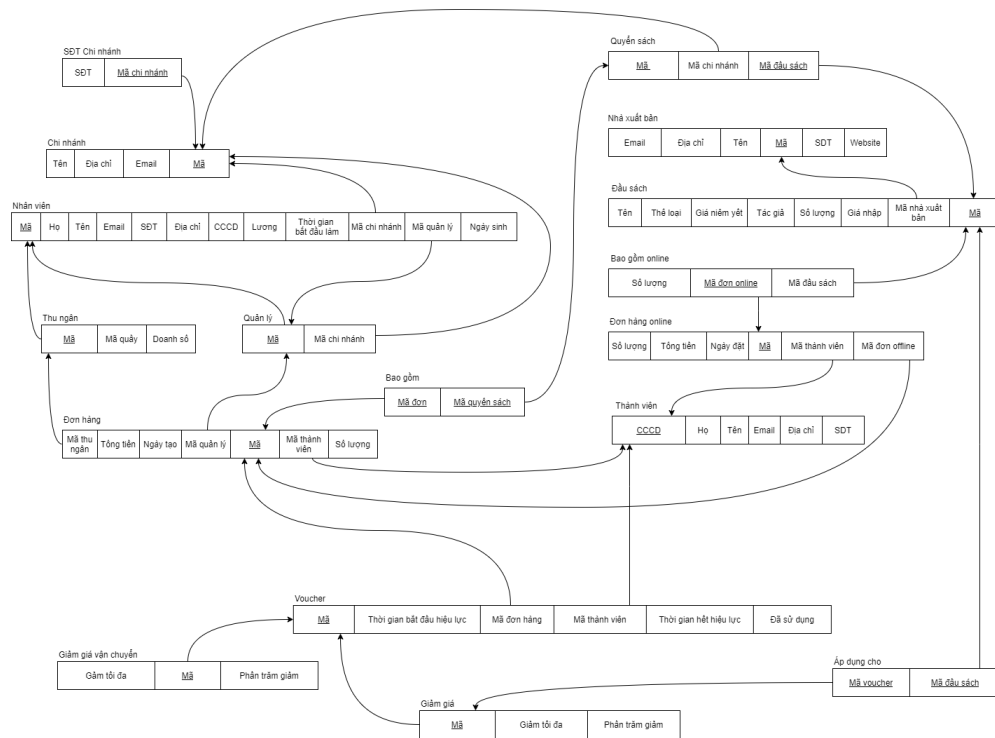 SĐT Chi nhánh
SĐT Mã chi nhánh
Quyển sách
Mã Mã chi nhánh Mã đầu sách
Chi nhánh
Tên Địa chỉ Email Mã
Nhà xuất bản
Email Địa chỉ Tên Mã SDT Website
Nhân viên
Mã Họ Tên Email SĐT Địa chỉ CCCD Lương Thời gian bắt đầu làm Mã chi nhánh Mã quản lý Ngày sinh
Đầu sách
Tên Thể loại Giá niêm yết Tác giả Số lượng Giá nhập Mã nhà xuất bản Mã
Bao gồm online
Số lượng Mã đơn online Mã đầu sách
Thu ngân
Mã Mã quầy Doanh số
Quản lý
Mã Mã chi nhánh
Đơn hàng online
Số lượng Tổng tiền Ngày đặt Mã Mã thành viên Mã đơn offline
Bao gồm
Mã đơn Mã quyển sách
Thành viên
CCCD Họ Tên Email Địa chỉ SDT
Đơn hàng
Mã thu ngân Tổng tiền Ngày tạo Mã quản lý Mã Mã thành viên Số lượng
Voucher
Mã Thời gian bắt đầu hiệu lực Mã đơn hàng Mã thành viên Thời gian hết hiệu lực Đã sử dụng
Giảm giá vận chuyển
Gảm tối đa Mã Phần trăm giảm
Áp dụng cho
Mã voucher Mã đầu sách
Giảm giá
Mã Giảm tối đa Phần trăm giảm